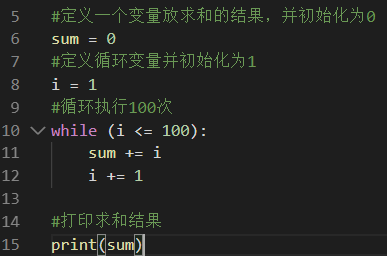 5 #定义一个变量放求和的结果，并初始化为0
6 sum = 0
7 #定义循环变量并初始化为1
8 i = 1
9 #循环执行100次
10 while (i <= 100):
11 sum += i
12 i += 1
13
14 #打印求和结果
15 print(sum)